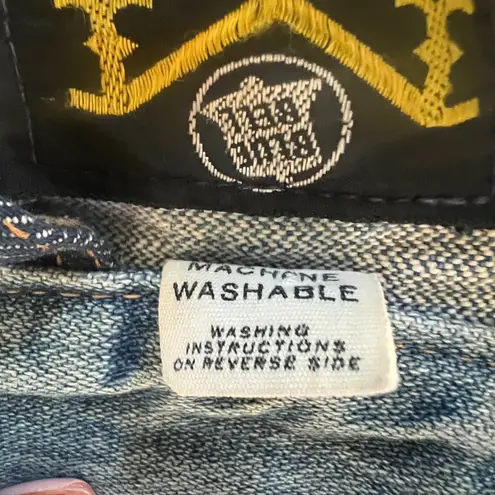 MACHINE
WASHABLE
WASHING
INSTRUCTIONS
ON REVERSE SIDE